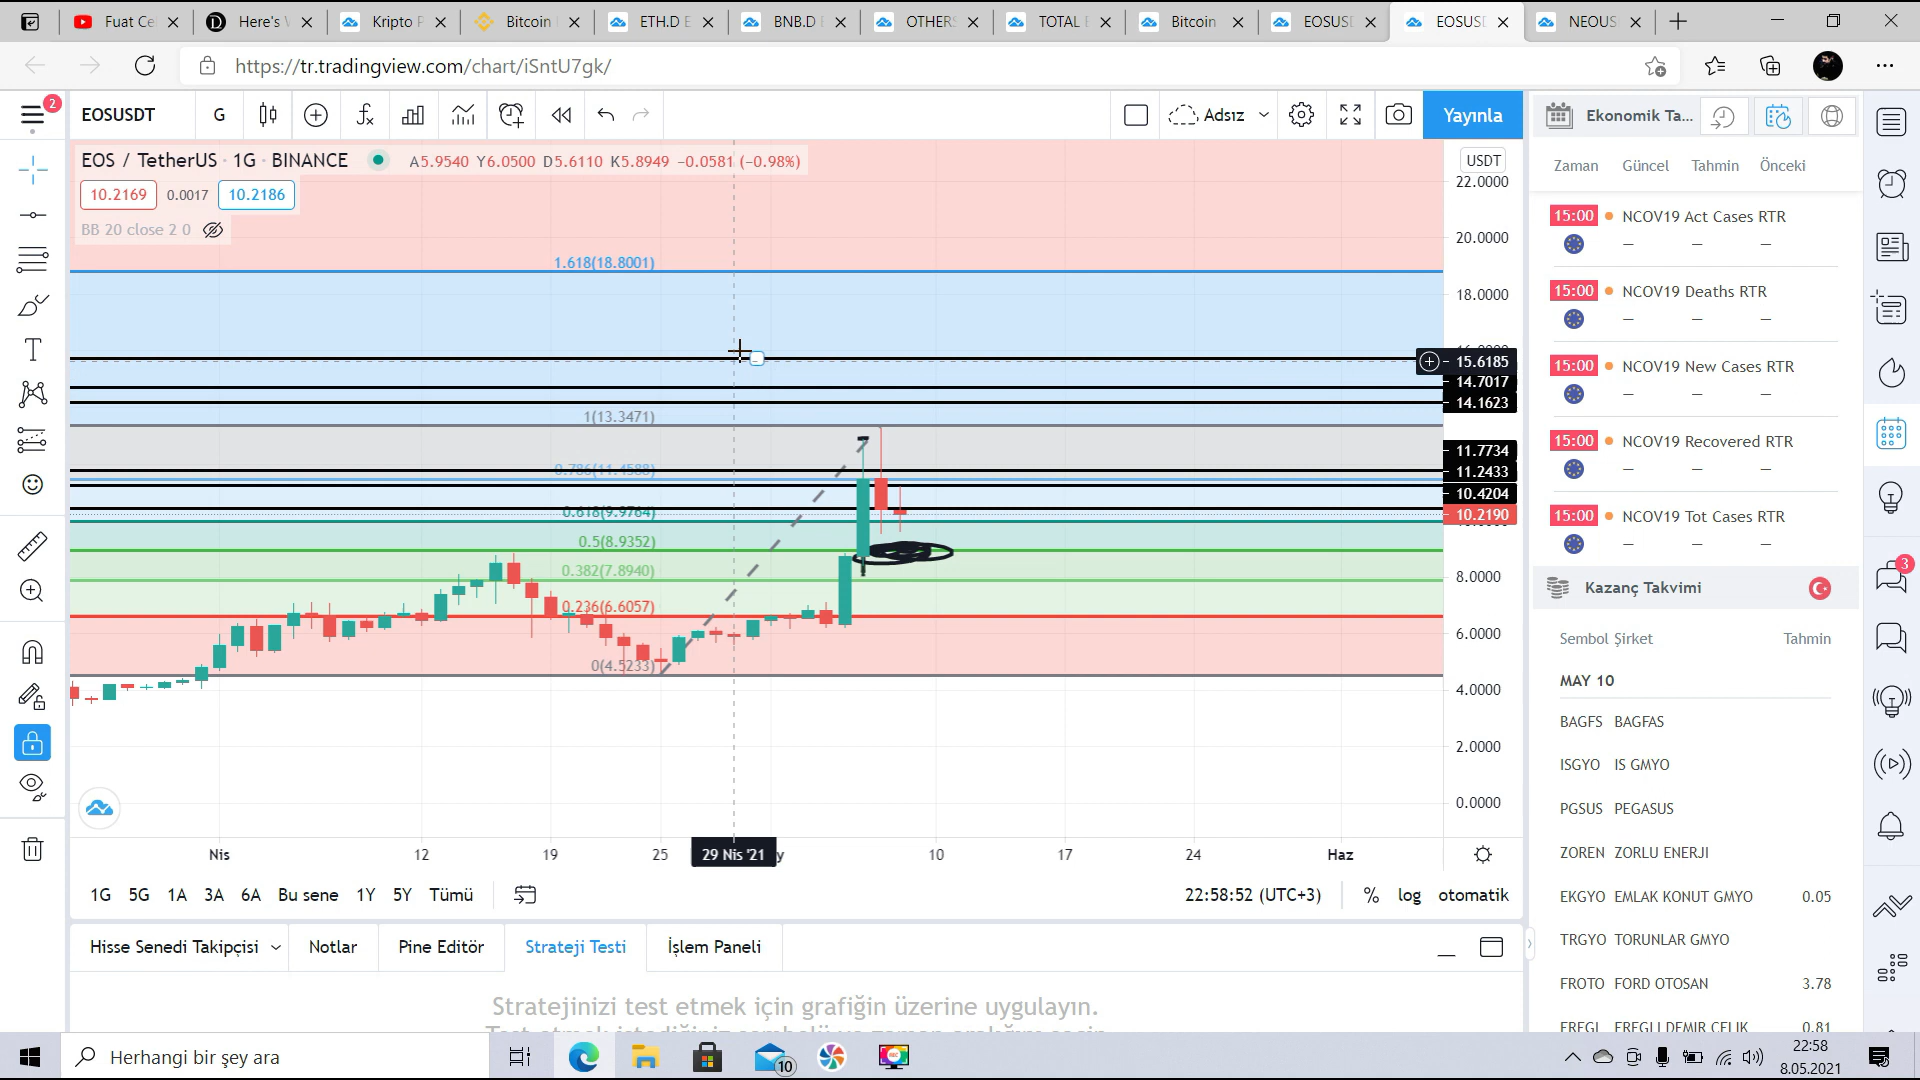 Fuat Ce
Here's
Kripto P
Bitcoin
ETH.D E
BNB.D E
OTHERS
TOTAL E
Bitcoin
EOSUSD
EOSUSD
NEOUS
https://tr.tradingview.com/chart/iSntU7gk/
2
EOSUSDT
G
Adsız
Yayınla
EOS / TetherUS · 1G · BINANCE
A5.9540 Y6.0500 D5.6110 K5.8949 −0.0581 (−0.98%)
10.2169 0.0017 10.2186
BB 20 close 2 0
USDT
22.0000
20.0000
18.0000
15.6185
14.7017
14.1623
11.7734
11.2433
10.4204
10.2190
8.0000
6.0000
4.0000
2.0000
0.0000
1.618(18.8001)
1(13.3471)
0.786(11.4588)
0.618(9.9764)
0.5(8.9352)
0.382(7.8940)
0.236(6.6057)
0(4.5233)
Nis 12 19 25 29 Nis '21 y 10 17 24 Haz
1G 5G 1A 3A 6A Bu sene 1Y 5Y Tümü
22:58:52 (UTC+3) % log otomatik
Hisse Senedi Takipçisi Notlar Pine Editör Strateji Testi İşlem Paneli
Stratejinizi test etmek için grafiğin üzerine uygulayın.
Ekonomik Ta...
Zaman Güncel Tahmin Önceki
15:00 NCOV19 Act Cases RTR
— — —
15:00 NCOV19 Deaths RTR
— — —
15:00 NCOV19 New Cases RTR
— — —
15:00 NCOV19 Recovered RTR
— — —
15:00 NCOV19 Tot Cases RTR
— — —
Kazanç Takvimi
Sembol Şirket Tahmin
MAY 10
BAGFS BAGFAS
ISGYO IS GMYO
PGSUS PEGASUS
ZOREN ZORLU ENERJI
EKGYO EMLAK KONUT GMYO 0.05
TRGYO TORUNLAR GMYO
FROTO FORD OTOSAN 3.78
EREGL EREGLI DEMIR CELIK 0.81
3
Herhangi bir şey ara
10
REC
22:58
8.05.2021